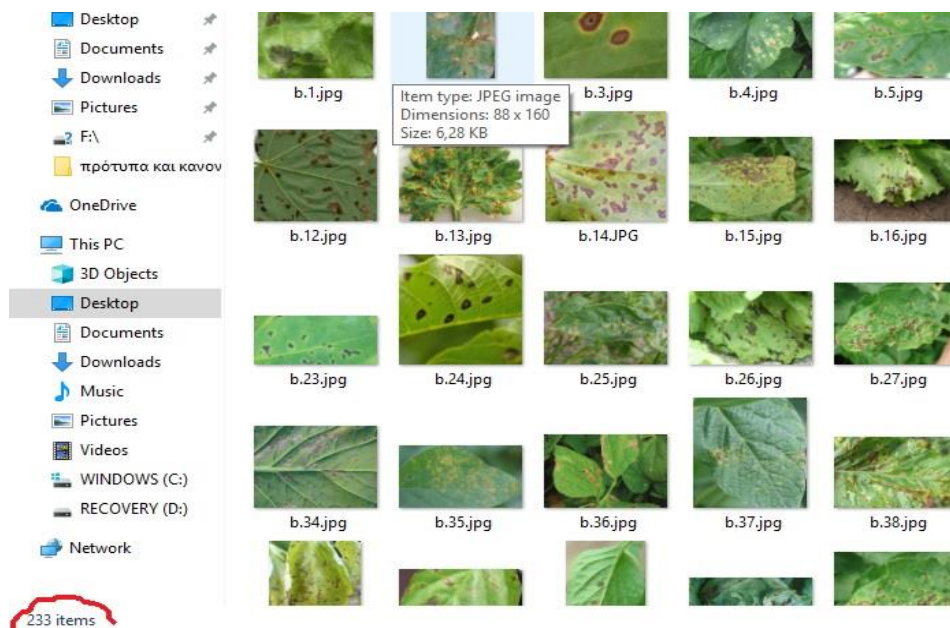 Desktop
Documents
Downloads
Pictures
F:\
πρότυπα και κανον
OneDrive
This PC
3D Objects
Desktop
Documents
Downloads
Music
Pictures
Videos
WINDOWS (C:)
RECOVERY (D:)
Network
233 items
b.1.jpg
b.3.jpg
b.4.jpg
b.5.jpg
Item type: JPEG image
Dimensions: 88 x 160
Size: 6,28 KB
b.12.jpg
b.13.jpg
b.14.JPG
b.15.jpg
b.16.jpg
b.23.jpg
b.24.jpg
b.25.jpg
b.26.jpg
b.27.jpg
b.34.jpg
b.35.jpg
b.36.jpg
b.37.jpg
b.38.jpg